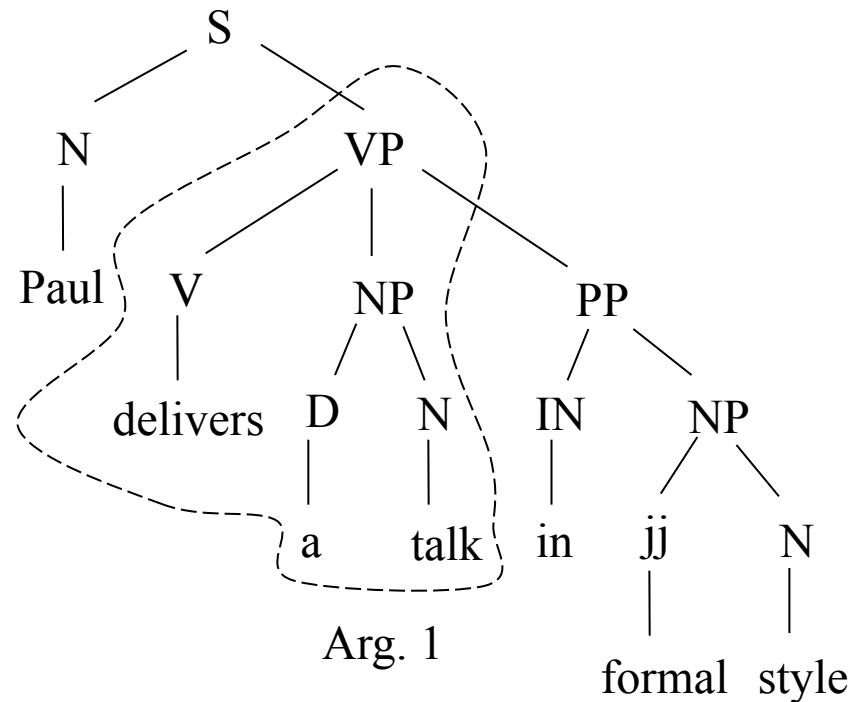 S
N VP
Paul V NP PP
delivers D N IN NP
a talk in jj N
Arg. 1
formal style